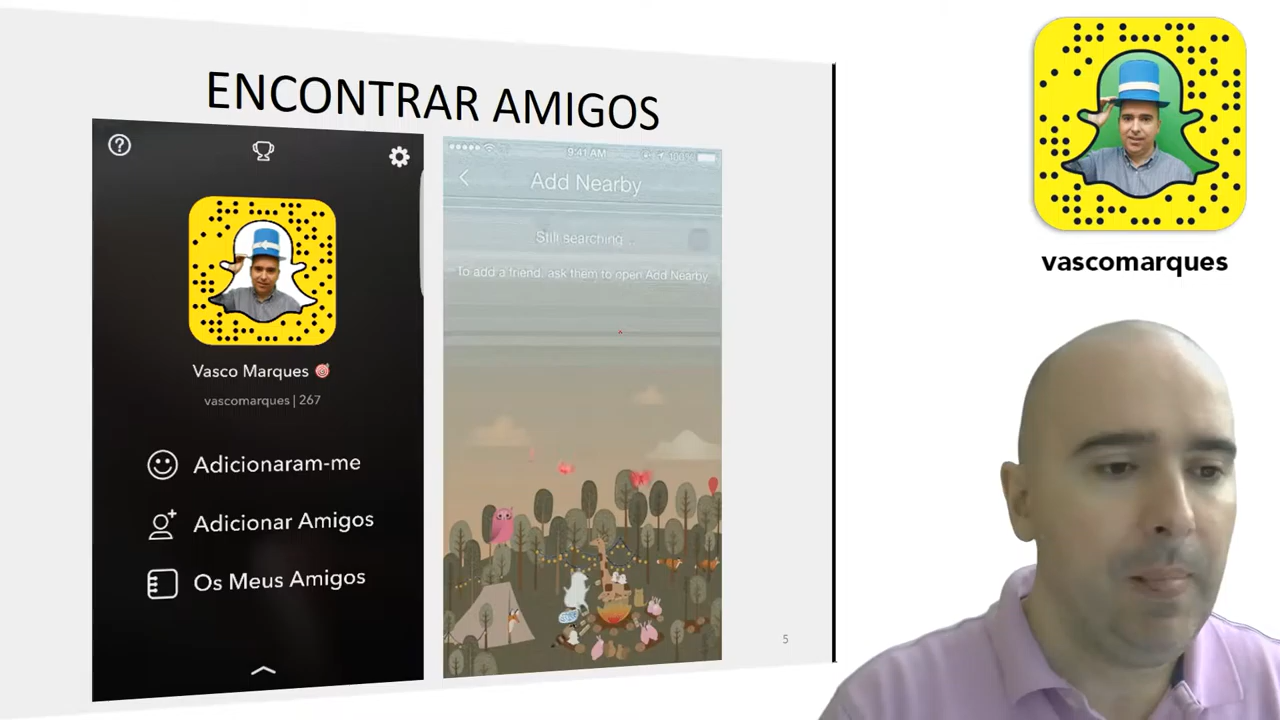 ENCONTRAR AMIGOS
Vasco Marques
vascomarques | 267
Adicionaram-me
Adicionar Amigos
Os Meus Amigos
9:41 AM
100%
Add Nearby
Still searching ...
To add a friend, ask them to open Add Nearby
5
vascomarques